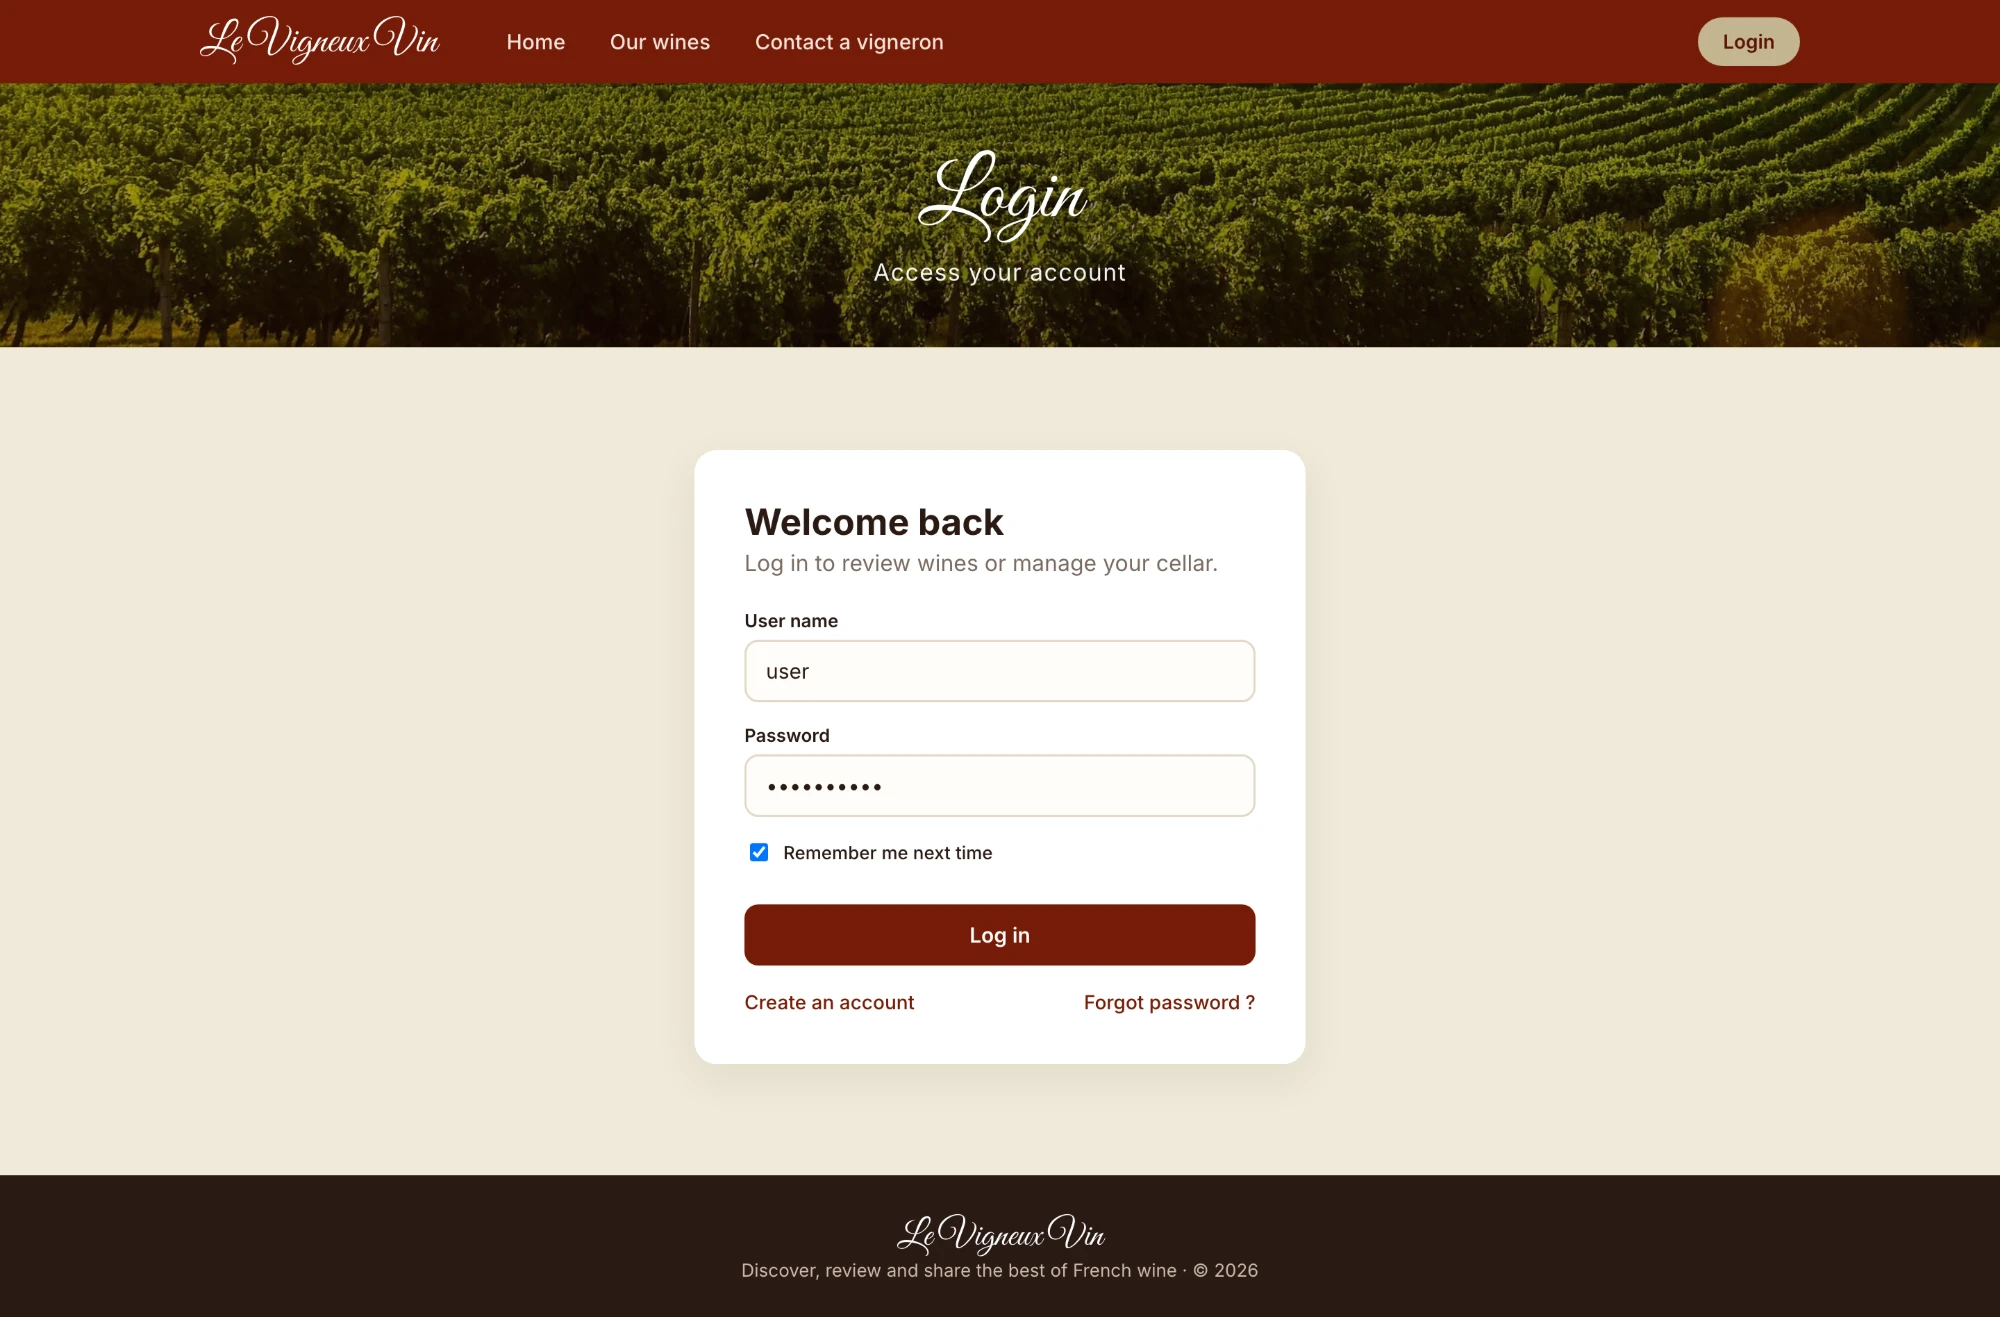 Le Vigneux Vin Home Our wines Contact a vigneron Login
Login
Access your account
Welcome back
Log in to review wines or manage your cellar.
User name
user
Password
••••••••••
Remember me next time
Log in
Create an account Forgot password ?
Le Vigneux Vin
Discover, review and share the best of French wine · © 2026